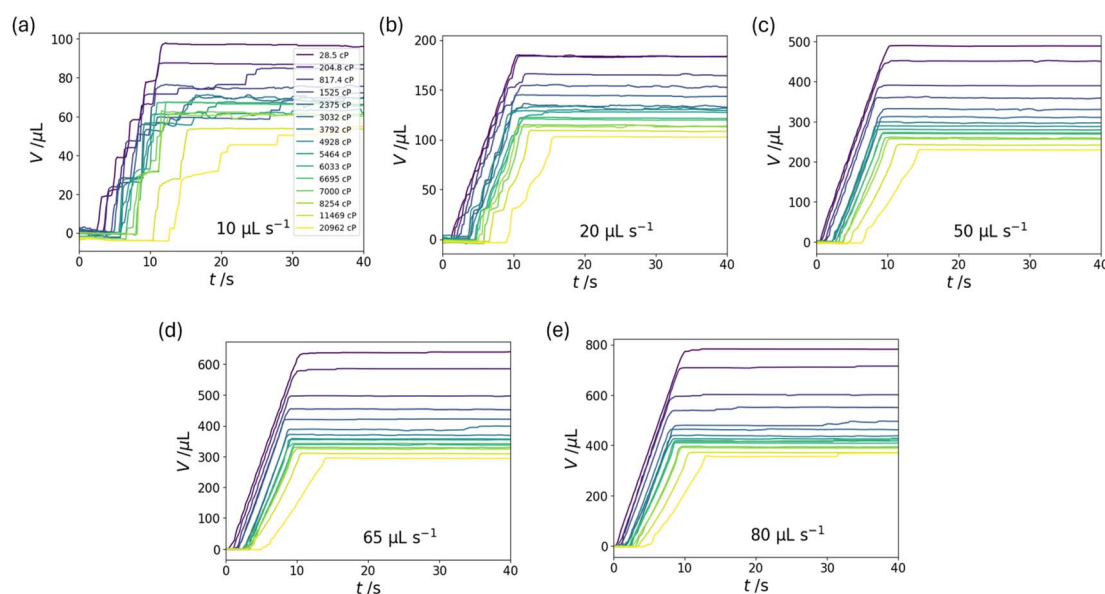 (a)
V /µL
100
80
60
40
20
0
0 10 20 30 40
t /s
28.5 cP
204.8 cP
817.4 cP
1525 cP
2375 cP
3032 cP
3792 cP
4928 cP
5464 cP
6033 cP
6695 cP
7000 cP
8254 cP
11469 cP
20962 cP
10 µL s⁻¹
(b)
V /µL
200
150
100
50
0
0 10 20 30 40
t /s
20 µL s⁻¹
(c)
V /µL
500
400
300
200
100
0
0 10 20 30 40
t /s
50 µL s⁻¹
(d)
V /µL
600
500
400
300
200
100
0
0 10 20 30 40
t /s
65 µL s⁻¹
(e)
V /µL
800
600
400
200
0
0 10 20 30 40
t /s
80 µL s⁻¹